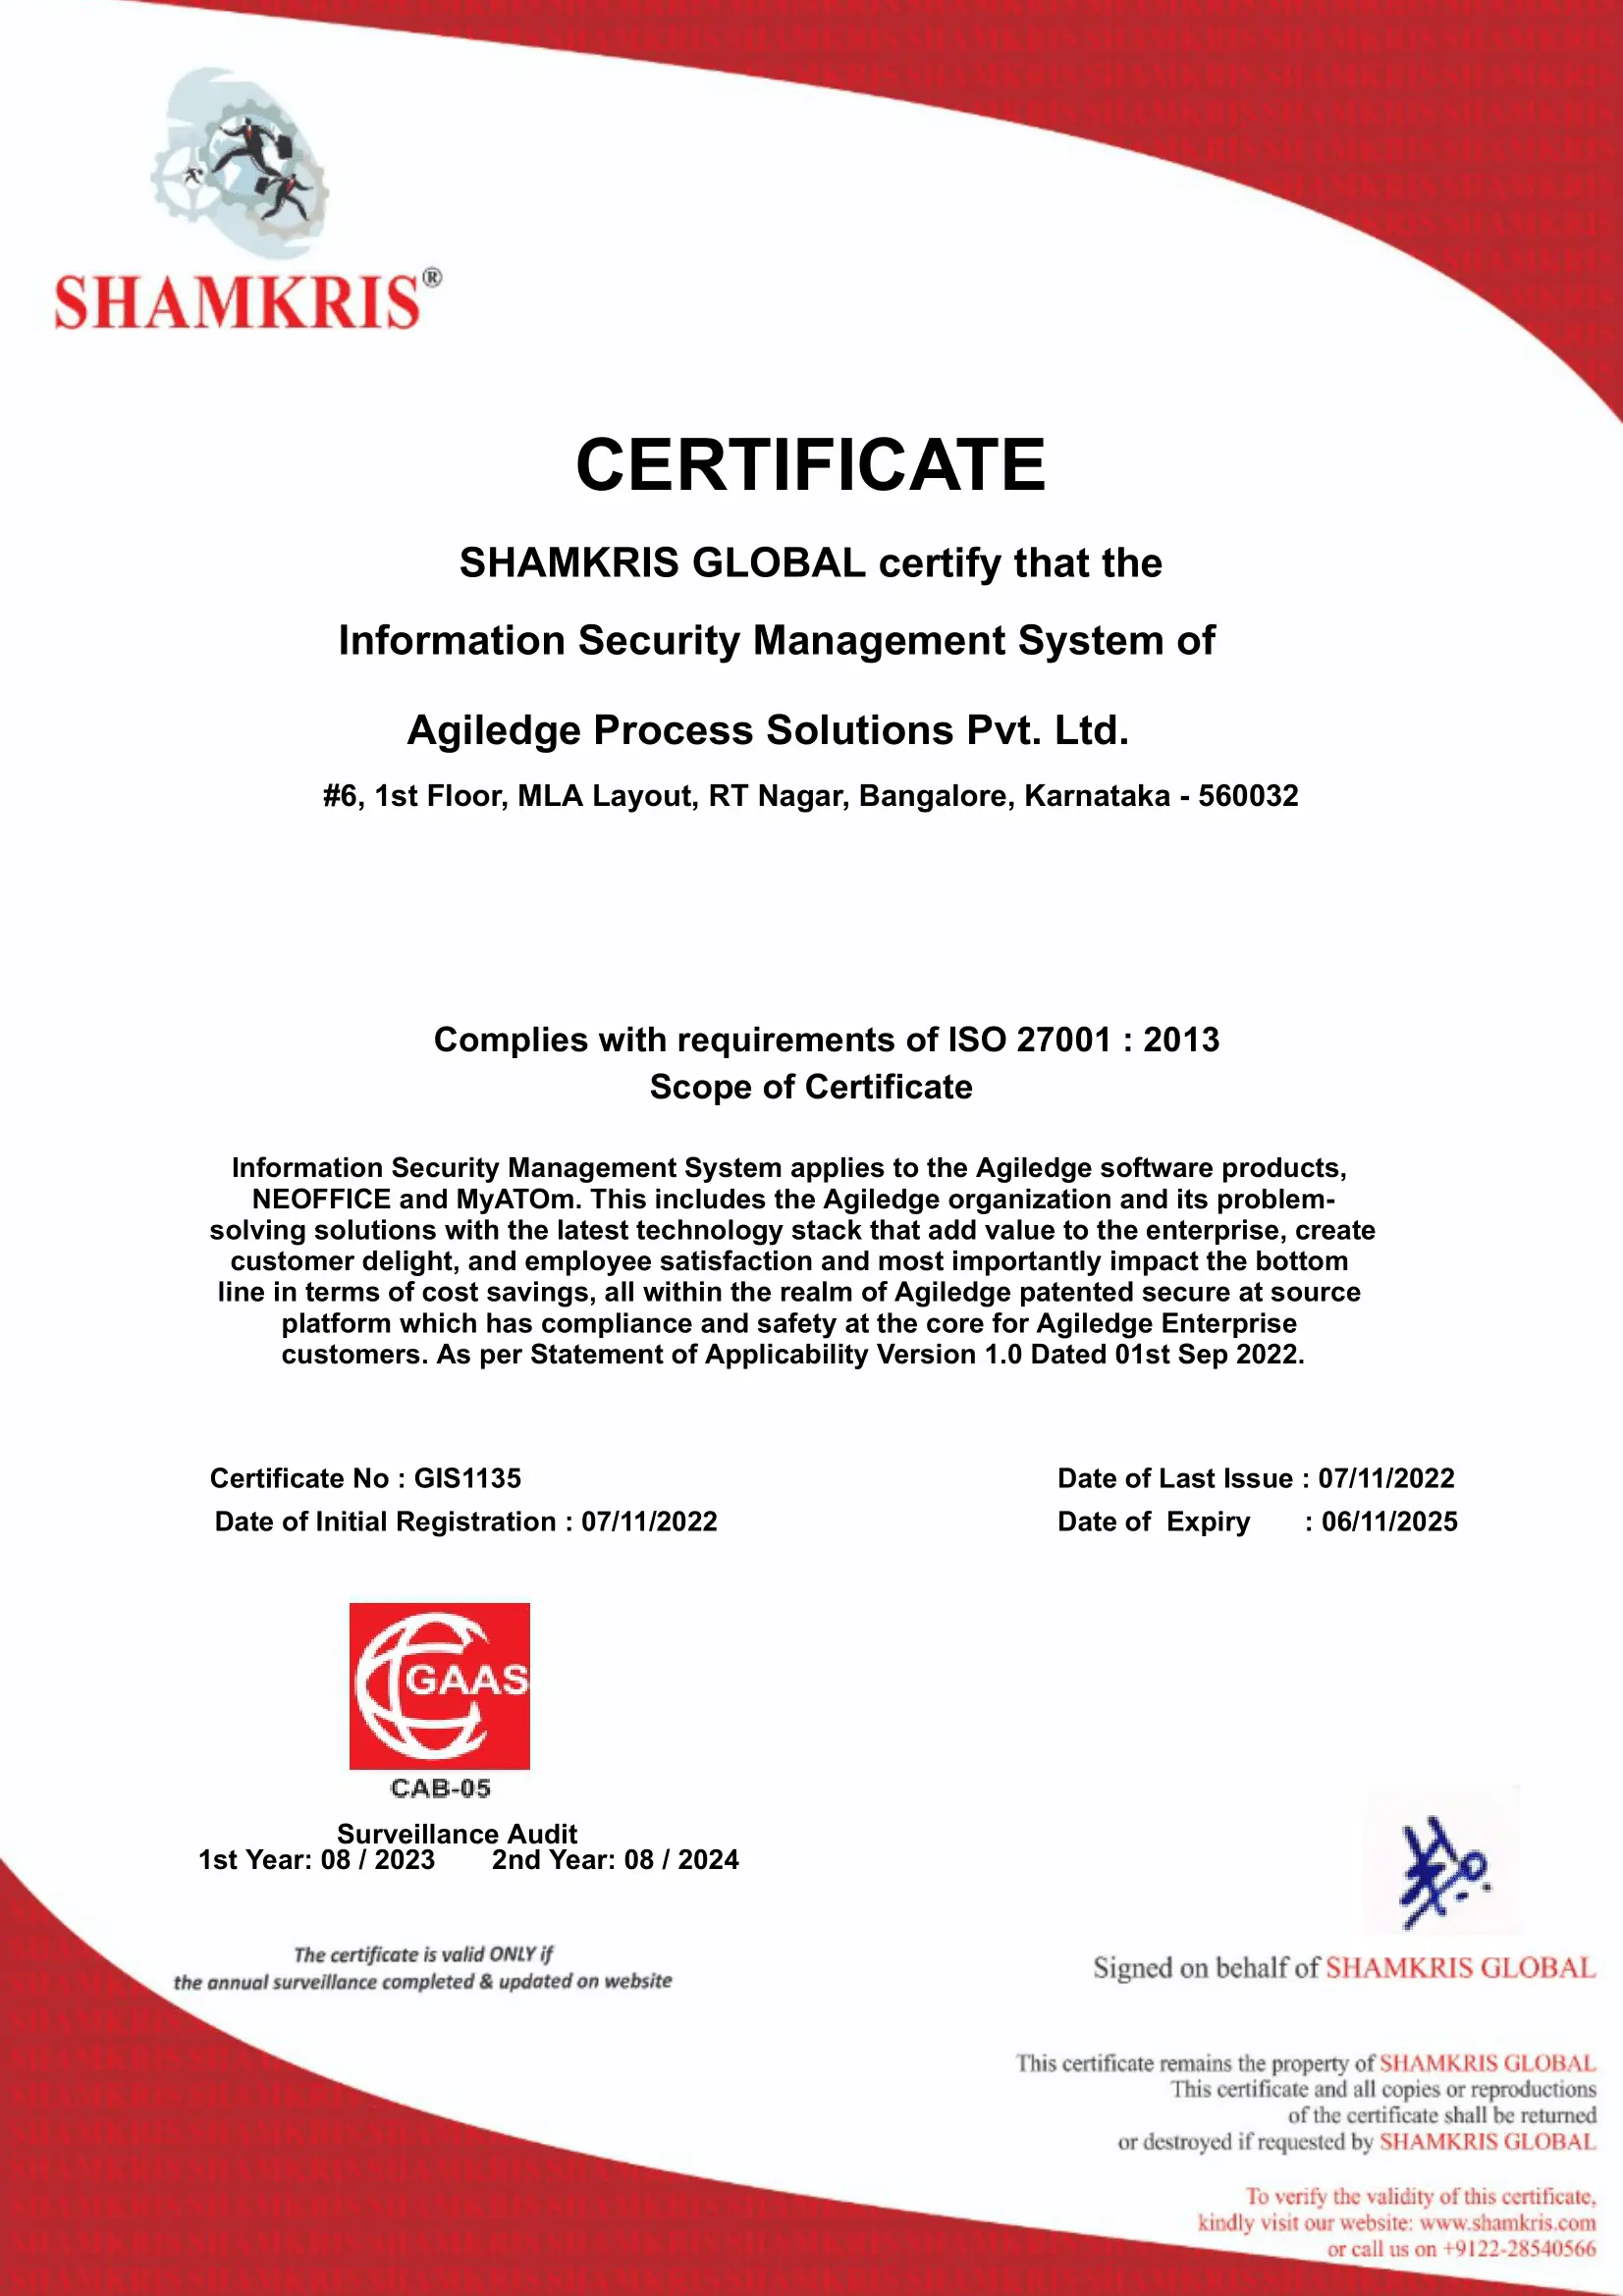 SHAMKRIS®
CERTIFICATE
SHAMKRIS GLOBAL certify that the
Information Security Management System of
Agiledge Process Solutions Pvt. Ltd.
#6, 1st Floor, MLA Layout, RT Nagar, Bangalore, Karnataka - 560032
Complies with requirements of ISO 27001 : 2013
Scope of Certificate
Information Security Management System applies to the Agiledge software products,
NEOFFICE and MyATOm. This includes the Agiledge organization and its problem-
solving solutions with the latest technology stack that add value to the enterprise, create
customer delight, and employee satisfaction and most importantly impact the bottom
line in terms of cost savings, all within the realm of Agiledge patented secure at source
platform which has compliance and safety at the core for Agiledge Enterprise
customers. As per Statement of Applicability Version 1.0 Dated 01st Sep 2022.
Certificate No : GIS1135
Date of Last Issue : 07/11/2022
Date of Initial Registration : 07/11/2022
Date of Expiry : 06/11/2025
GAAS
CAB-05
Surveillance Audit
1st Year: 08 / 2023 2nd Year: 08 / 2024
The certificate is valid ONLY if
the annual surveillance completed & updated on website
Signed on behalf of SHAMKRIS GLOBAL
This certificate remains the property of SHAMKRIS GLOBAL
This certificate and all copies or reproductions
of the certificate shall be returned
or destroyed if requested by SHAMKRIS GLOBAL
To verify the validity of this certificate,
kindly visit our website: www.shamkris.com
or call us on +9122-28540566